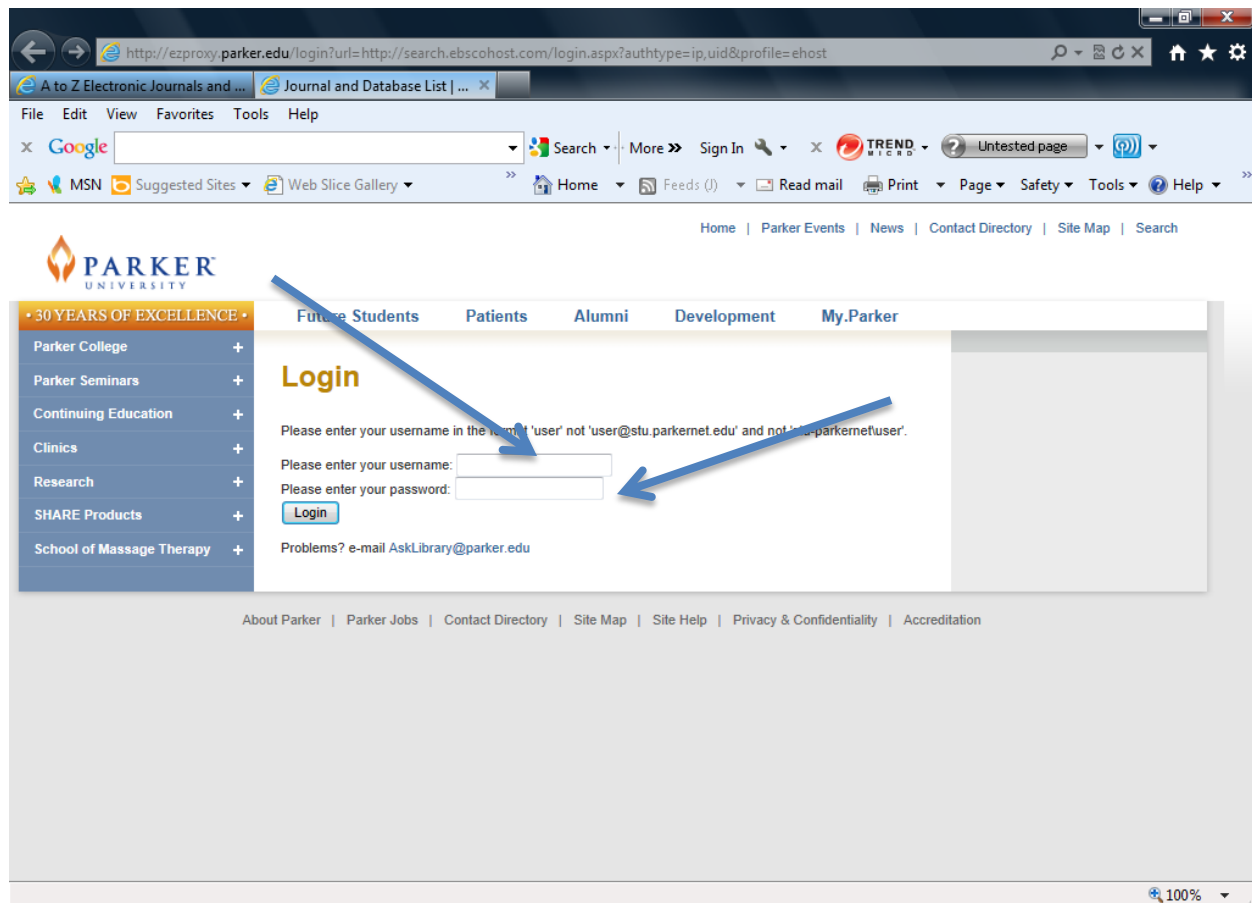 http://ezproxy.parker.edu/login?url=http://search.ebscohost.com/login.aspx?authtype=ip,uid&profile=ehost
A to Z Electronic Journals and ... Journal and Database List | ...
File Edit View Favorites Tools Help
x Google Search More » Sign In x TREND MICRO Untested page
MSN Suggested Sites Web Slice Gallery » Home Feeds (J) Read mail Print Page Safety Tools Help »
Home | Parker Events | News | Contact Directory | Site Map | Search
PARKER
UNIVERSITY
• 30 YEARS OF EXCELLENCE •
Future Students Patients Alumni Development My.Parker
Parker College +
Parker Seminars +
Continuing Education +
Clinics +
Research +
SHARE Products +
School of Massage Therapy +
Login
Please enter your username in the format 'user' not 'user@stu.parkernet.edu' and not 'stu-parkernet\user'.
Please enter your username:
Please enter your password:
Login
Problems? e-mail AskLibrary@parker.edu
About Parker | Parker Jobs | Contact Directory | Site Map | Site Help | Privacy & Confidentiality | Accreditation
100%